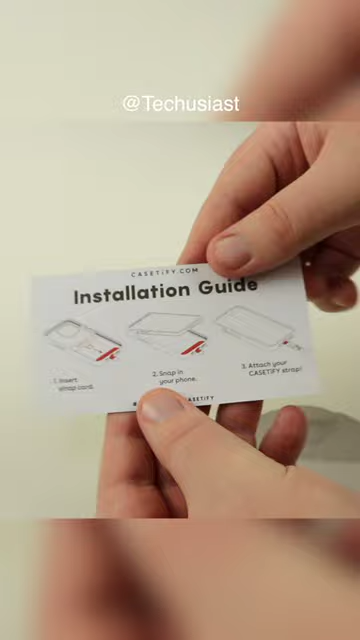 @Techusiast
CASETiFY.COM
Installation Guide
1. Insert
strap card.
2. Snap in
your phone.
3. Attach your
CASETiFY strap!
CASETiFY